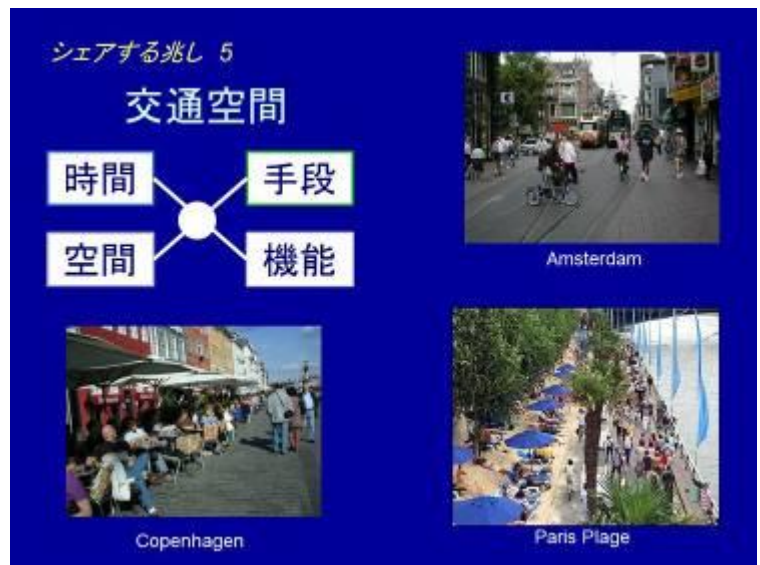 シェアする兆し 5
交通空間
時間
手段
空間
機能
Amsterdam
Copenhagen
Paris Plage